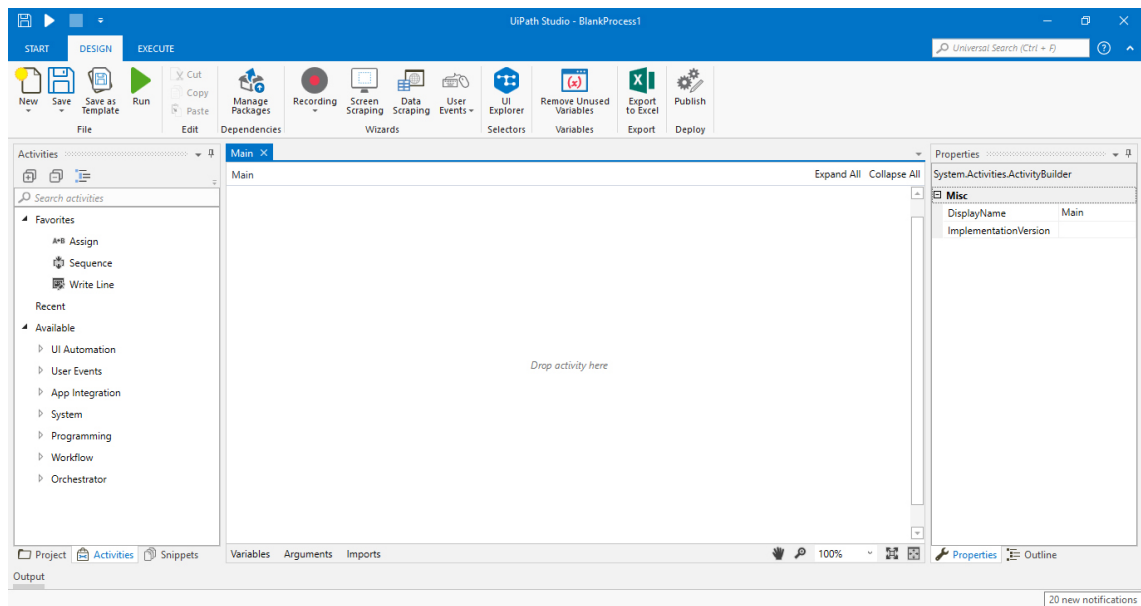 UiPath Studio - BlankProcess1
START DESIGN EXECUTE
Universal Search (Ctrl + F)
New Save Save as Template Run
Cut
Copy
Paste
Manage Packages
Recording
Screen Scraping
Data Scraping
User Events
UI Explorer
Remove Unused Variables
Export to Excel
Publish
File Edit Dependencies Wizards Selectors Variables Export Deploy
Activities
Search activities
Favorites
A*B Assign
Sequence
Write Line
Recent
Available
UI Automation
User Events
App Integration
System
Programming
Workflow
Orchestrator
Project Activities Snippets
Main
Main Expand All Collapse All
Drop activity here
Variables Arguments Imports 100%
Properties
System.Activities.ActivityBuilder
Misc
DisplayName Main
ImplementationVersion
Properties Outline
Output
20 new notifications